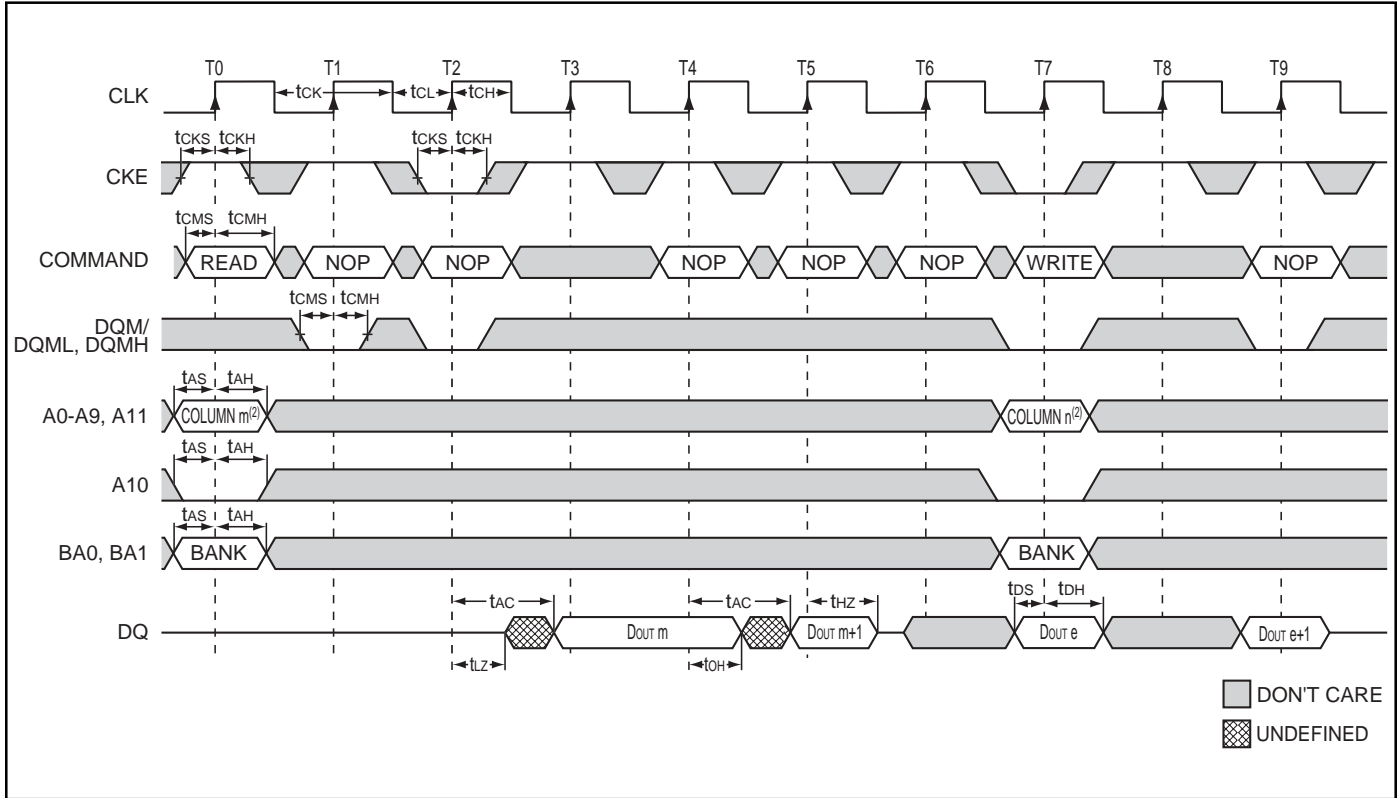 T0 T1 T2 T3 T4 T5 T6 T7 T8 T9
CLK
tCK tCL tCH
tCKS tCKH tCKS tCKH
CKE
tCMS tCMH
COMMAND READ NOP NOP NOP NOP NOP WRITE NOP
tCMS tCMH
DQM/
DQML, DQMH
tAS tAH
A0-A9, A11 COLUMN m(2) COLUMN n(2)
tAS tAH
A10
tAS tAH
BA0, BA1 BANK BANK
tAC tAC tHZ tDS tDH
DQ DOUT m DOUT m+1 DOUT e DOUT e+1
tLZ tOH
DON'T CARE
UNDEFINED